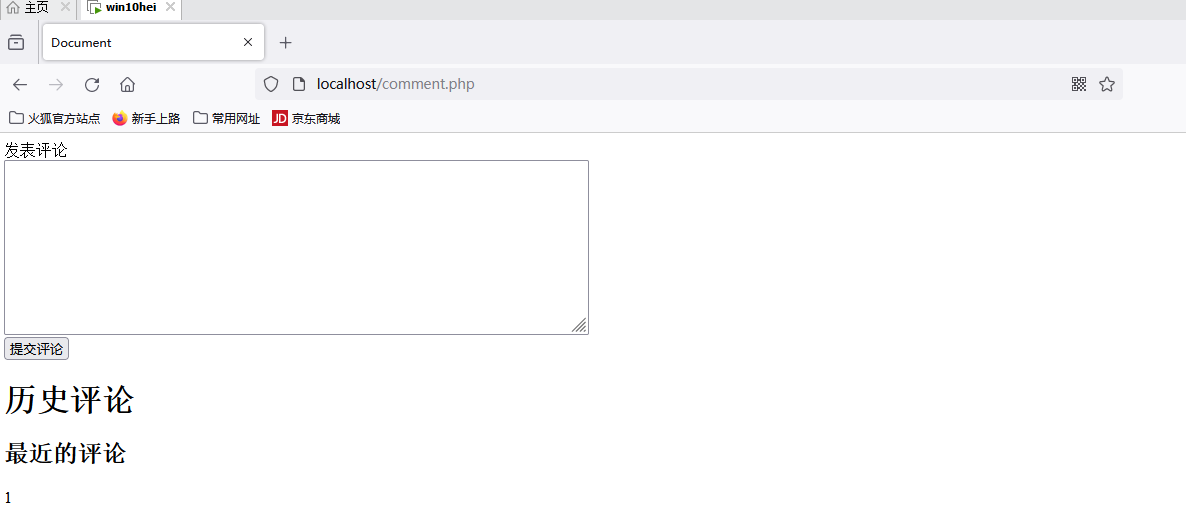 主页 win10hei
Document
localhost/comment.php
火狐官方站点 新手上路 常用网址 JD 京东商城
发表评论
提交评论
历史评论
最近的评论
1